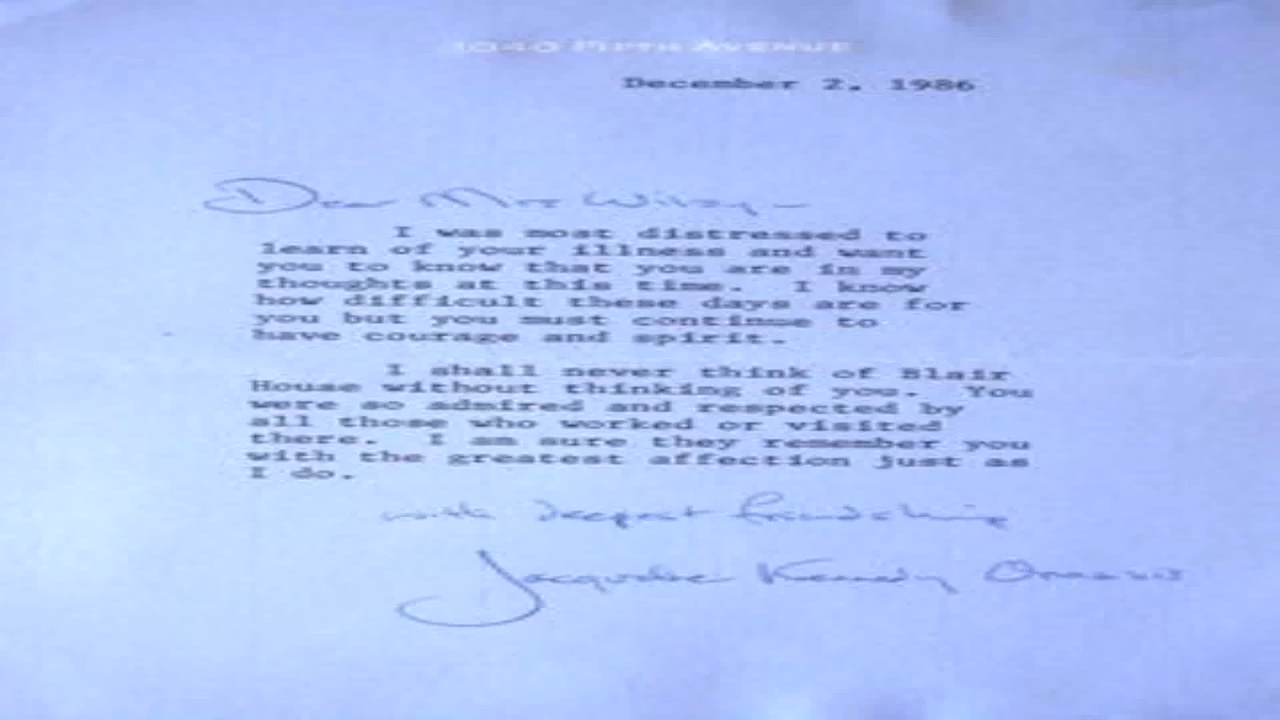 1040 FIFTH AVENUE
December 2, 1986
Dear Mrs Wilroy -
I was most distressed to
learn of your illness and want
you to know that you are in my
thoughts at this time. I know
how difficult these days are for
you but you must continue to
have courage and spirit.
I shall never think of Blair
House without thinking of you. You
were so admired and respected by
all those who worked or visited
there. I am sure they remember you
with the greatest affection just as
I do.
with deepest friendship
Jacqueline Kennedy Onassis